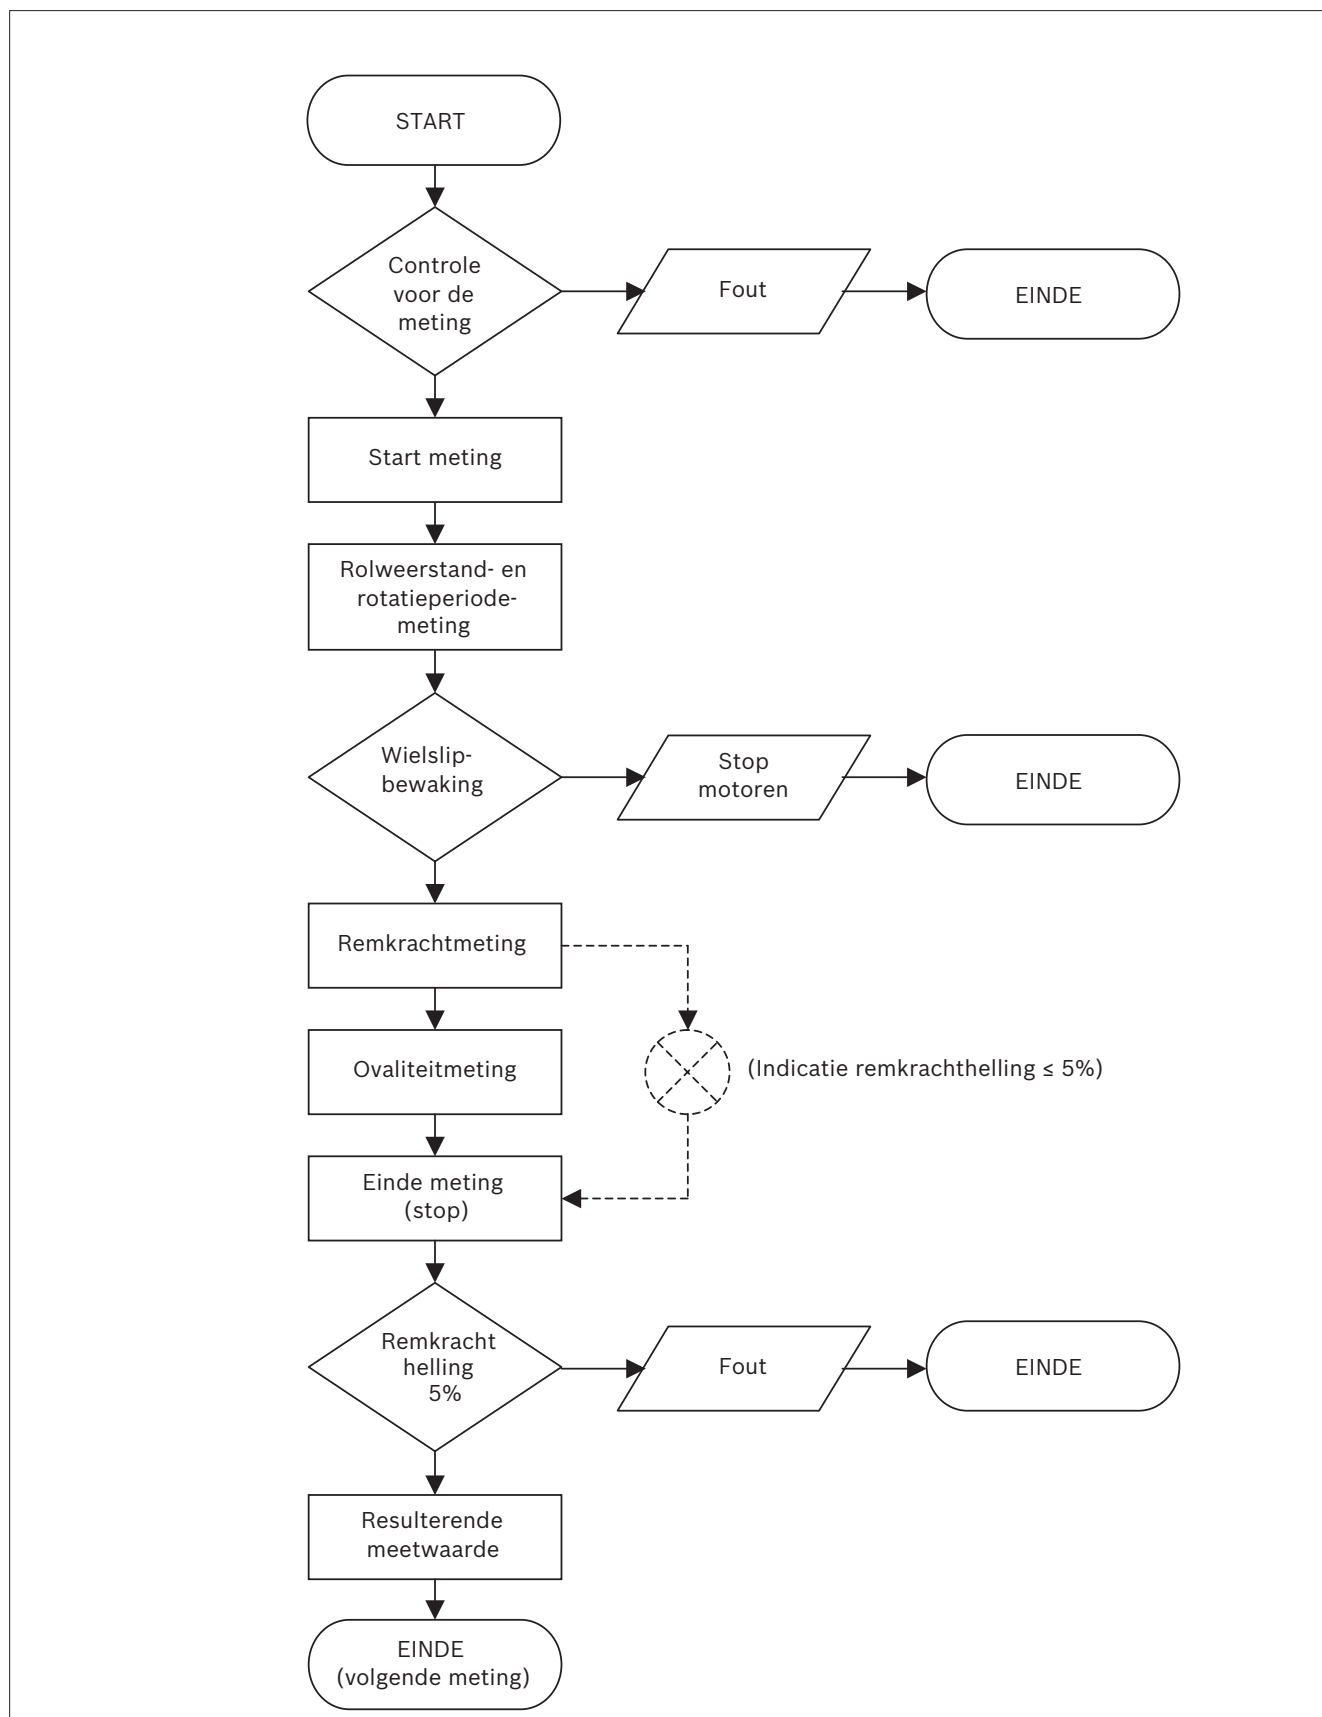 START
Controle
voor de
meting
Fout
EINDE
Start meting
Rolweerstand- en
rotatieperiode-
meting
Wielslip-
bewaking
Stop
motoren
EINDE
Remkrachtmeting
Ovaliteitmeting
(Indicatie remkrachthelling ≤ 5%)
Einde meting
(stop)
Remkracht
helling
5%
Fout
EINDE
Resulterende
meetwaarde
EINDE
(volgende meting)